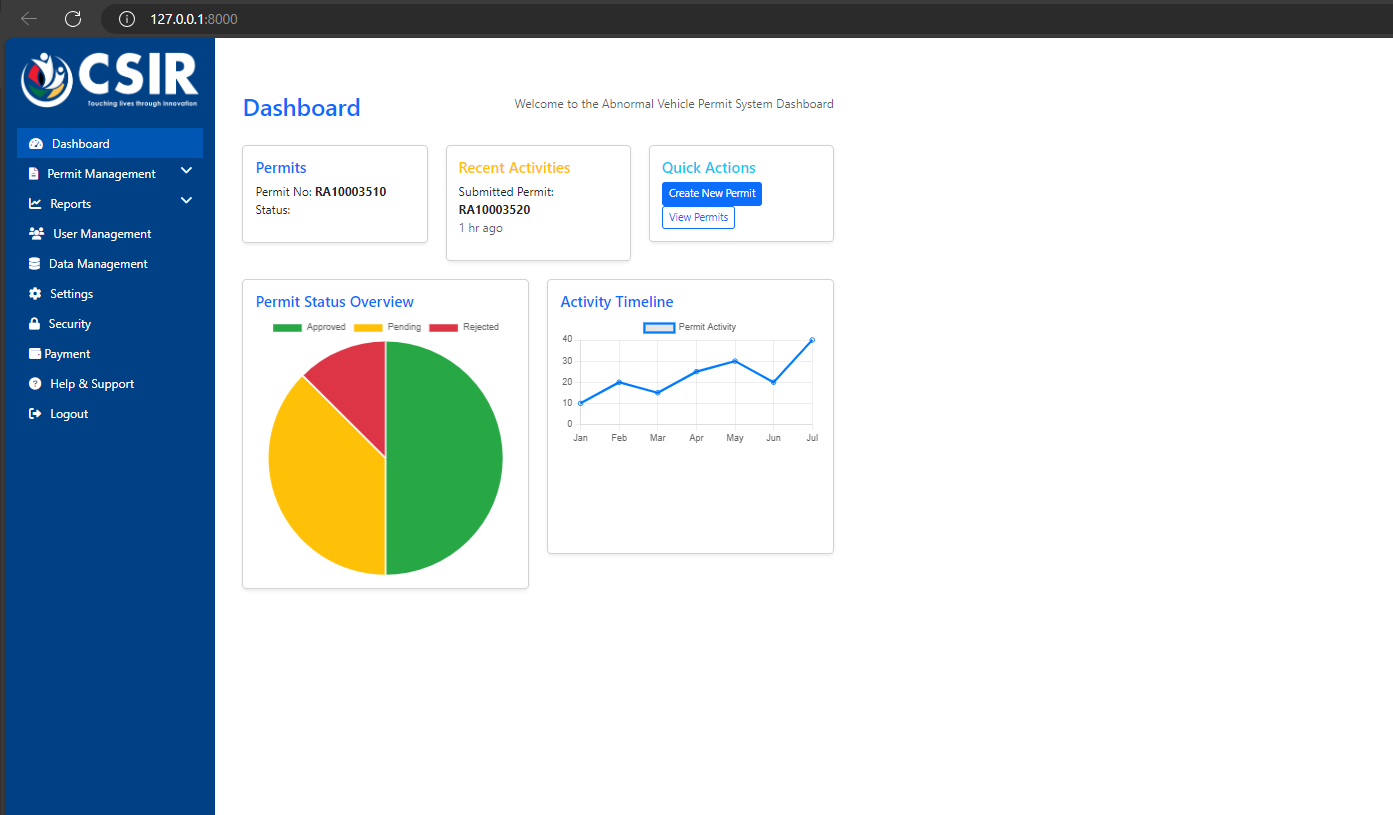 127.0.0.1:8000
CSIR
Touching lives through innovation
Dashboard
Permit Management
Reports
User Management
Data Management
Settings
Security
Payment
Help & Support
Logout
Dashboard
Welcome to the Abnormal Vehicle Permit System Dashboard
Permits
Permit No: RA10003510
Status:
Recent Activities
Submitted Permit:
RA10003520
1 hr ago
Quick Actions
Create New Permit
View Permits
Permit Status Overview
Approved Pending Rejected
Activity Timeline
Permit Activity
40
30
20
10
0
Jan Feb Mar Apr May Jun Jul